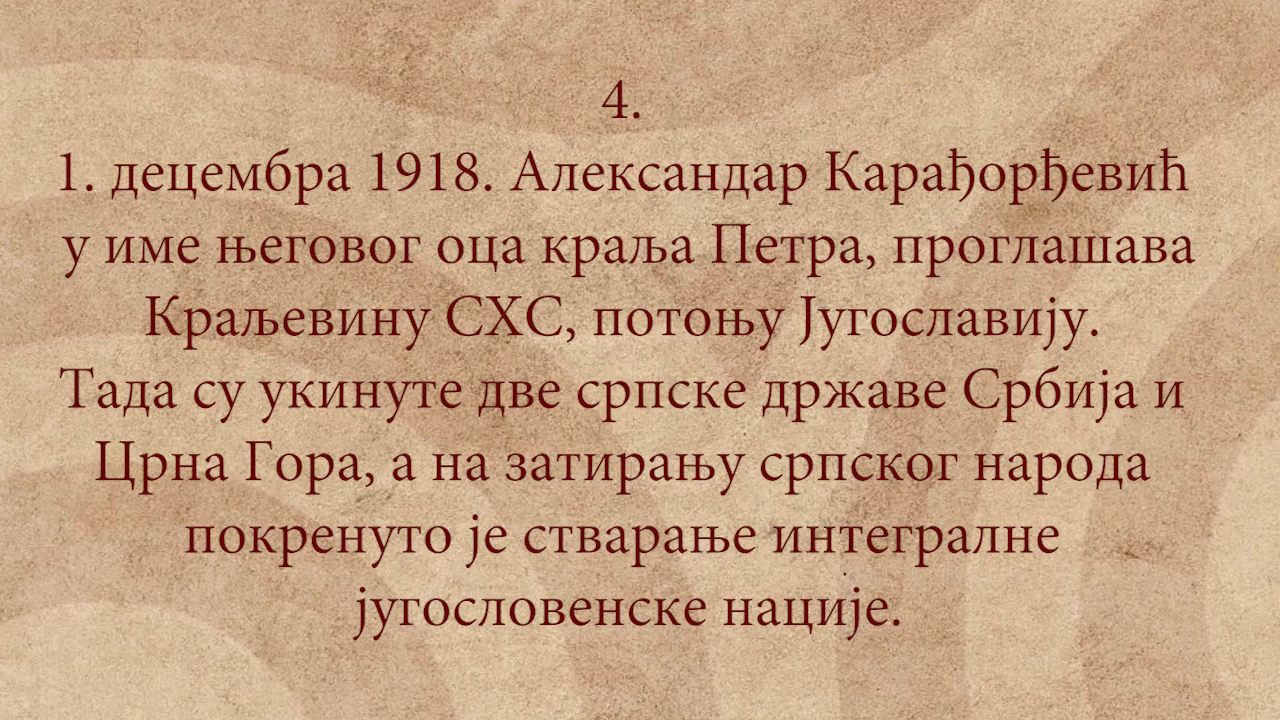 4.
1. децембра 1918. Александар Карађорђевић
у име његовог оца краља Петра, проглашава
Краљевину СХС, потоњу Југославију.
Тада су укинуте две српске државе Србија и
Црна Гора, а на затирању српског народа
покренуто је стварање интегралне
југословенске нације.